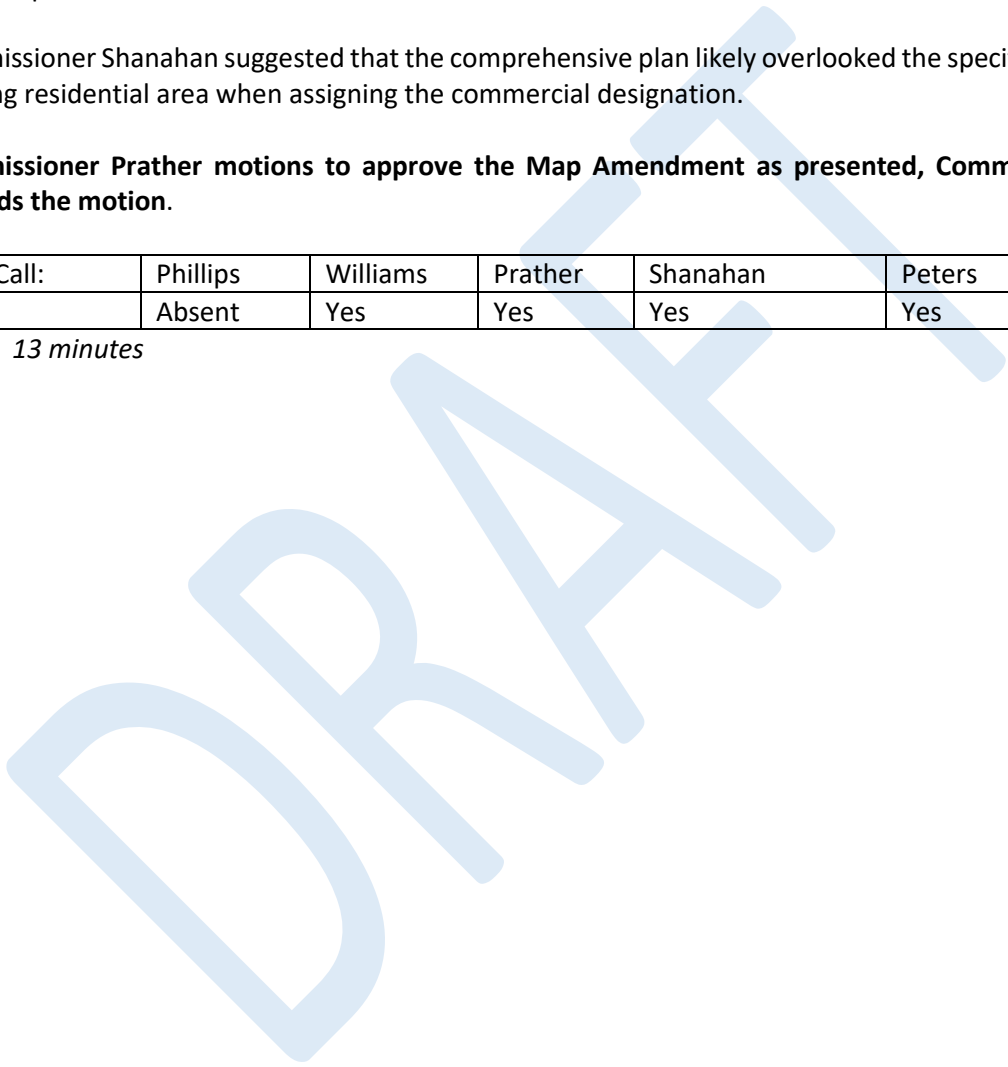 missioner Shanahan suggested that the comprehensive plan likely overlooked the speci
ng residential area when assigning the commercial designation.
missioner Prather motions to approve the Map Amendment as presented, Comm
ds the motion.
Call: Phillips Williams Prather Shanahan Peters
Absent Yes Yes Yes Yes
13 minutes
DRAFT